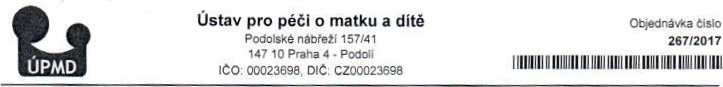 ÚPMD
Ústav pro péči o matku a dítě
Podolské nábřeží 157/41
147 10 Praha 4 - Podolí
IČO: 00023698, DIČ: CZ00023698
Objednávka číslo
267/2017